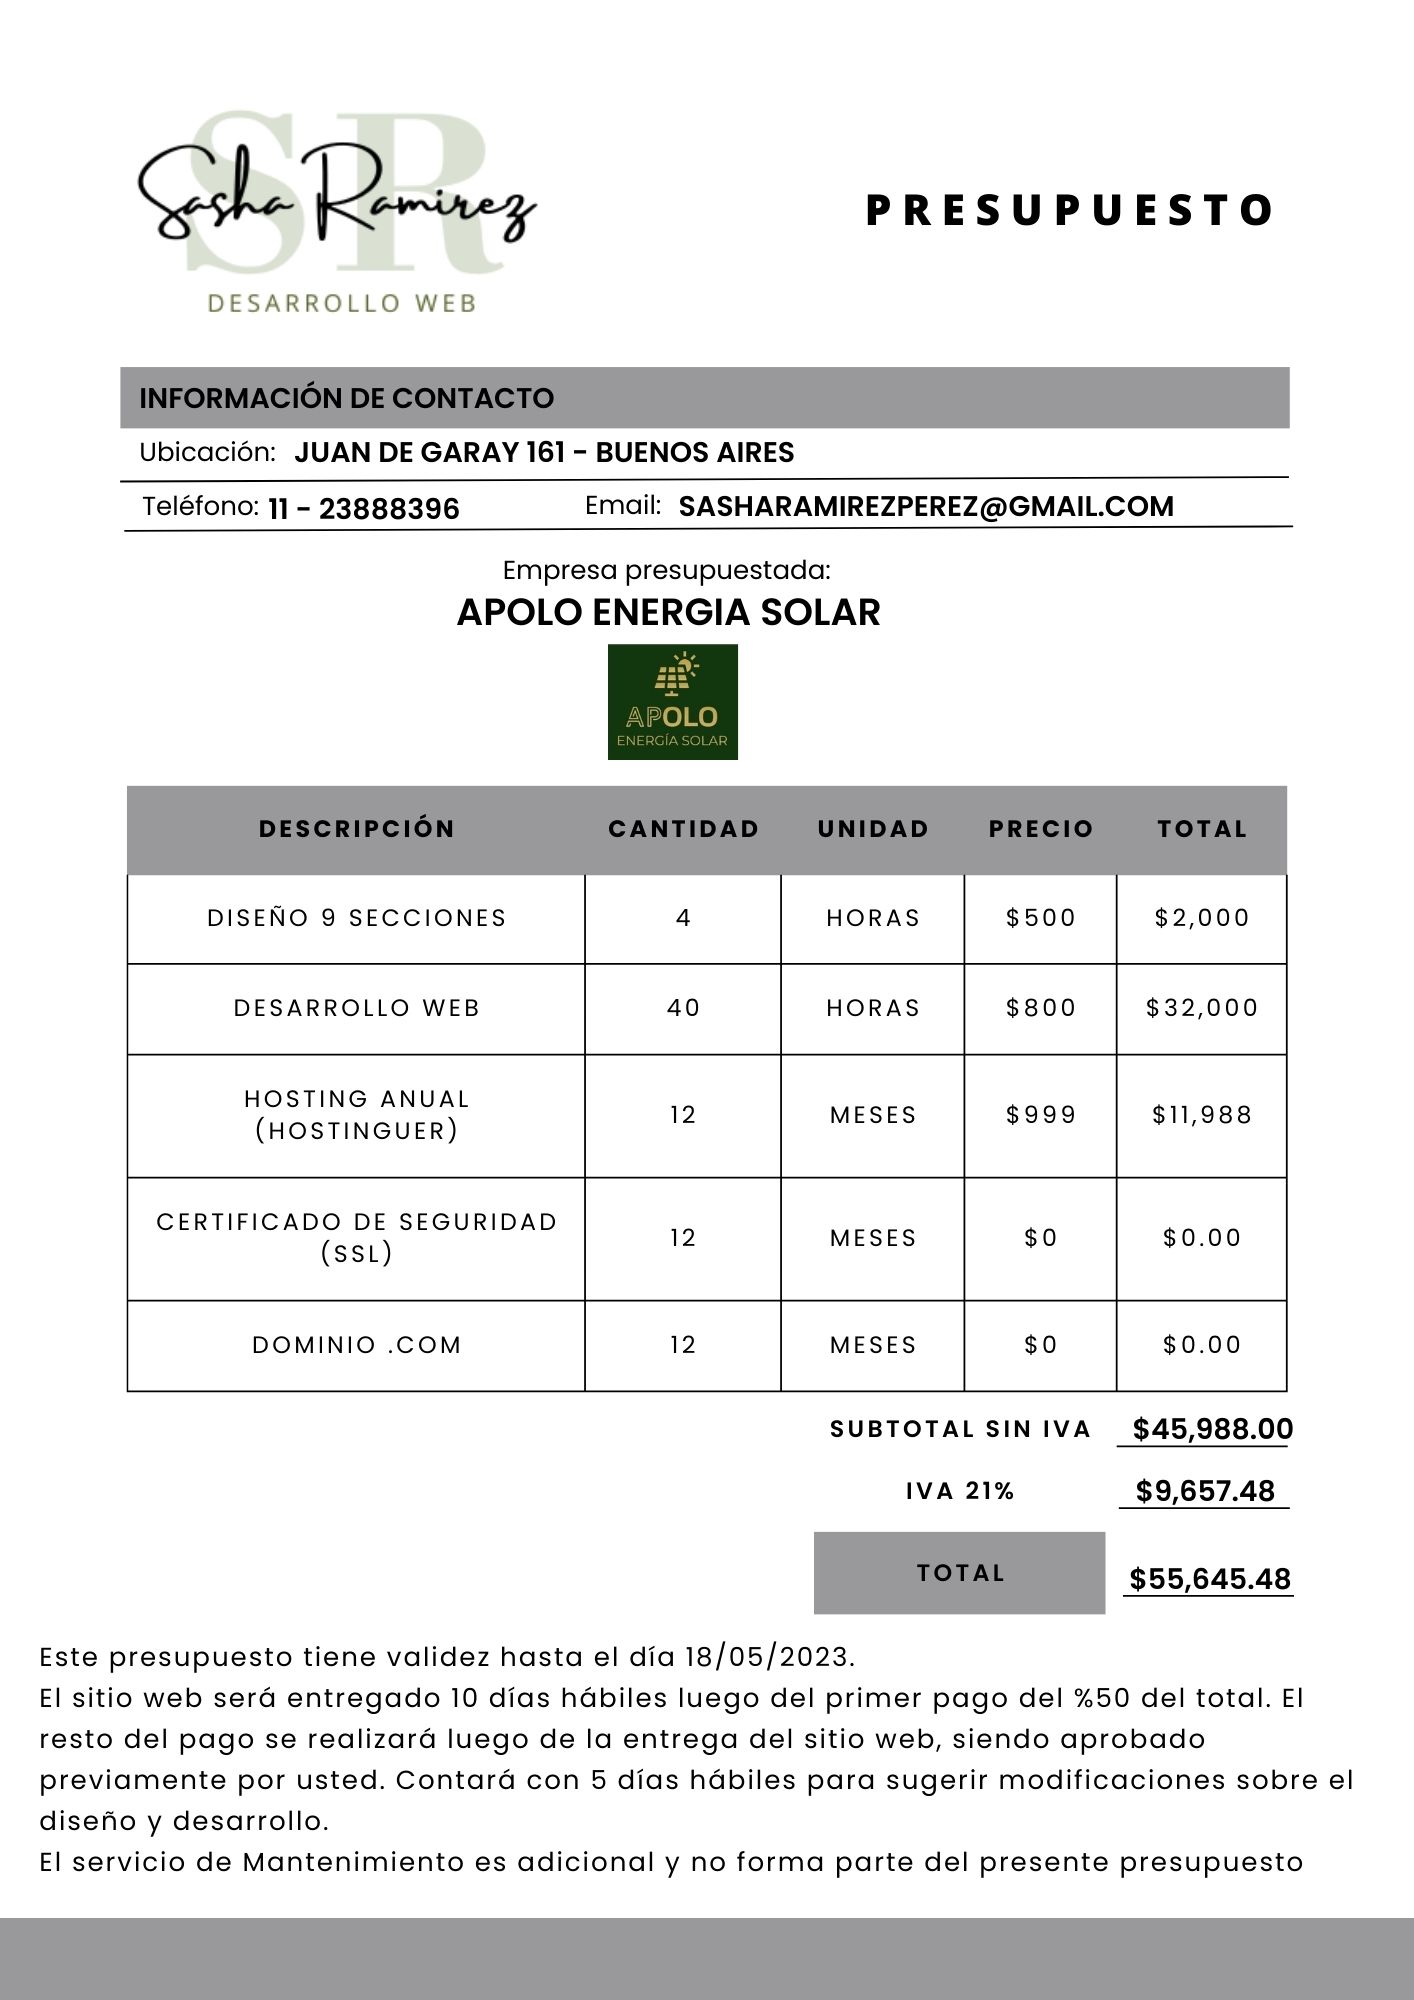 SR
Sasha Ramirez
DESARROLLO WEB
PRESUPUESTO
INFORMACIÓN DE CONTACTO
Ubicación: JUAN DE GARAY 161 - BUENOS AIRES
Teléfono: 11 - 23888396 Email: SASHARAMIREZPEREZ@GMAIL.COM
Empresa presupuestada:
APOLO ENERGIA SOLAR
APOLO
ENERGÍA SOLAR
DESCRIPCIÓN CANTIDAD UNIDAD PRECIO TOTAL
DISEÑO 9 SECCIONES 4 HORAS $500 $2,000
DESARROLLO WEB 40 HORAS $800 $32,000
HOSTING ANUAL
(HOSTINGUER) 12 MESES $999 $11,988
CERTIFICADO DE SEGURIDAD
(SSL) 12 MESES $0 $0.00
DOMINIO .COM 12 MESES $0 $0.00
SUBTOTAL SIN IVA $45,988.00
IVA 21% $9,657.48
TOTAL $55,645.48
Este presupuesto tiene validez hasta el día 18/05/2023.
El sitio web será entregado 10 días hábiles luego del primer pago del %50 del total. El
resto del pago se realizará luego de la entrega del sitio web, siendo aprobado
previamente por usted. Contará con 5 días hábiles para sugerir modificaciones sobre el
diseño y desarrollo.
El servicio de Mantenimiento es adicional y no forma parte del presente presupuesto